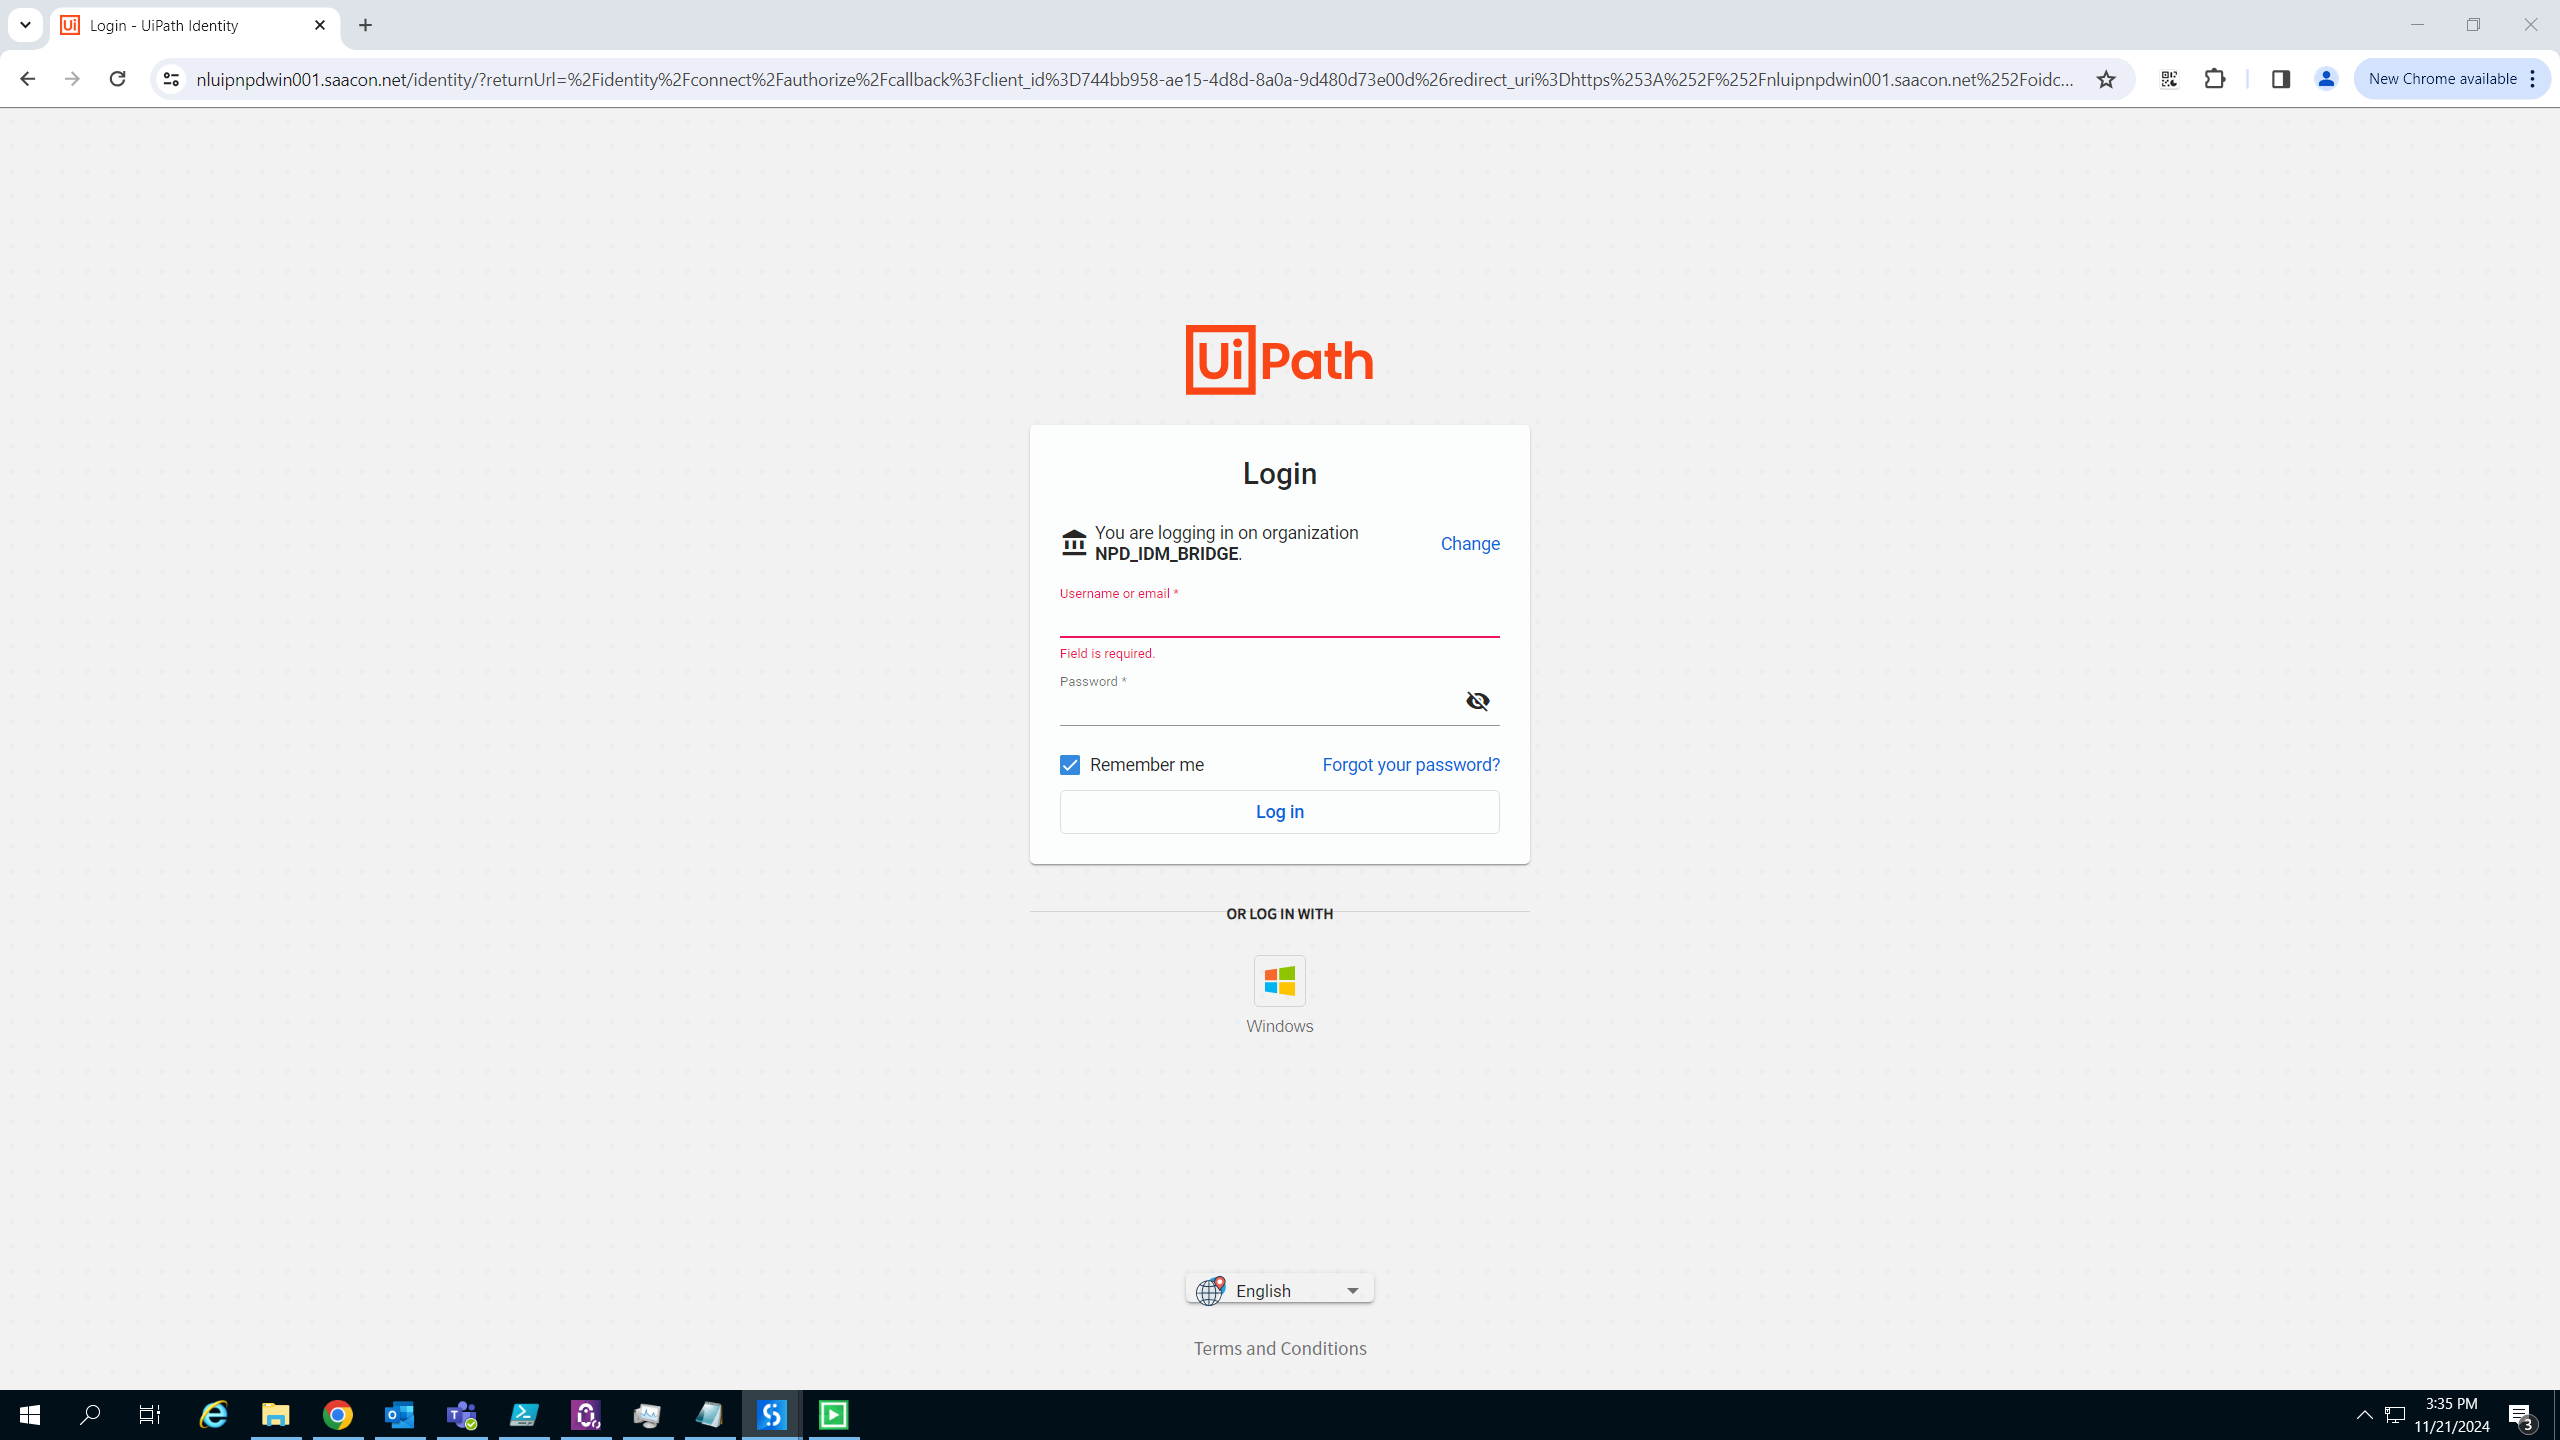 Login - UiPath Identity
nluipnpdwin001.saacon.net/identity/?returnUrl=%2Fidentity%2Fconnect%2Fauthorize%2Fcallback%3Fclient_id%3D744bb958-ae15-4d8d-8a0a-9d480d73e00d%26redirect_uri%3Dhttps%253A%252F%252Fnluipnpdwin001.saacon.net%252Foidc...
New Chrome available
Ui Path
Login
You are logging in on organization
NPD_IDM_BRIDGE.
Change
Username or email *
Field is required.
Password *
Remember me
Forgot your password?
Log in
OR LOG IN WITH
Windows
English
Terms and Conditions
3:35 PM
11/21/2024
3